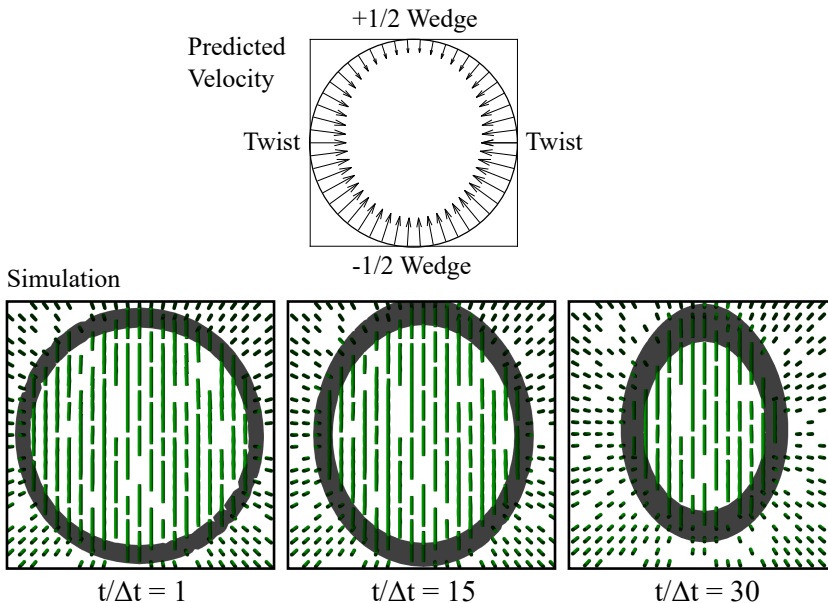 +1/2 Wedge
Predicted
Velocity
Twist
Twist
-1/2 Wedge
Simulation
t/Δt = 1
t/Δt = 15
t/Δt = 30